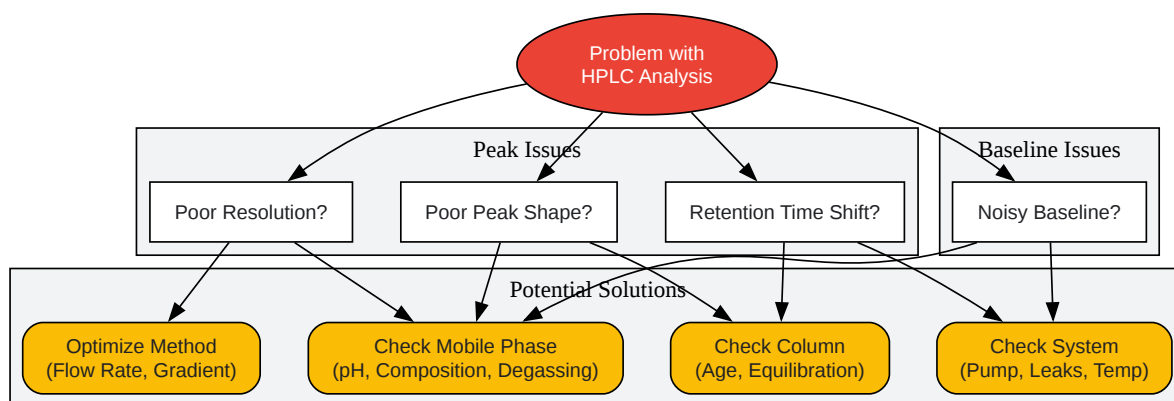 Problem with
HPLC Analysis
Peak Issues
Baseline Issues
Poor Resolution?
Poor Peak Shape?
Retention Time Shift?
Noisy Baseline?
Potential Solutions
Optimize Method
(Flow Rate, Gradient)
Check Mobile Phase
(pH, Composition, Degassing)
Check Column
(Age, Equilibration)
Check System
(Pump, Leaks, Temp)